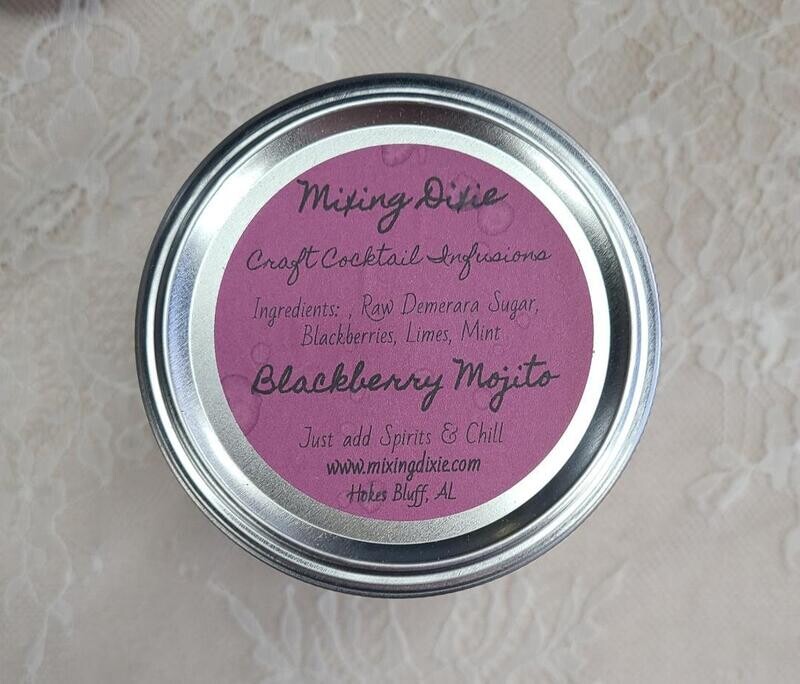 Mixing Dixie
Craft Cocktail Infusions
Ingredients: , Raw Demerara Sugar,
Blackberries, Limes, Mint
Blackberry Mojito
Just add Spirits & Chill
www.mixingdixie.com
Hokes Bluff, AL